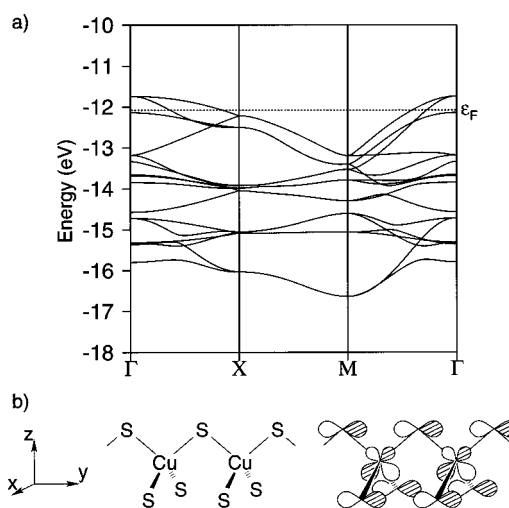 a)
-10
-11
-12
-13
-14
-15
-16
-17
-18
Energy (eV)
εF
Γ X M Γ
b)
z
x
y
S S S
Cu Cu
S S S S